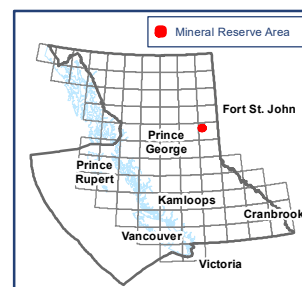 Mineral Reserve Area
Fort St. John
Prince
George
Prince
Rupert
Kamloops
Cranbrook
Vancouver
Victoria